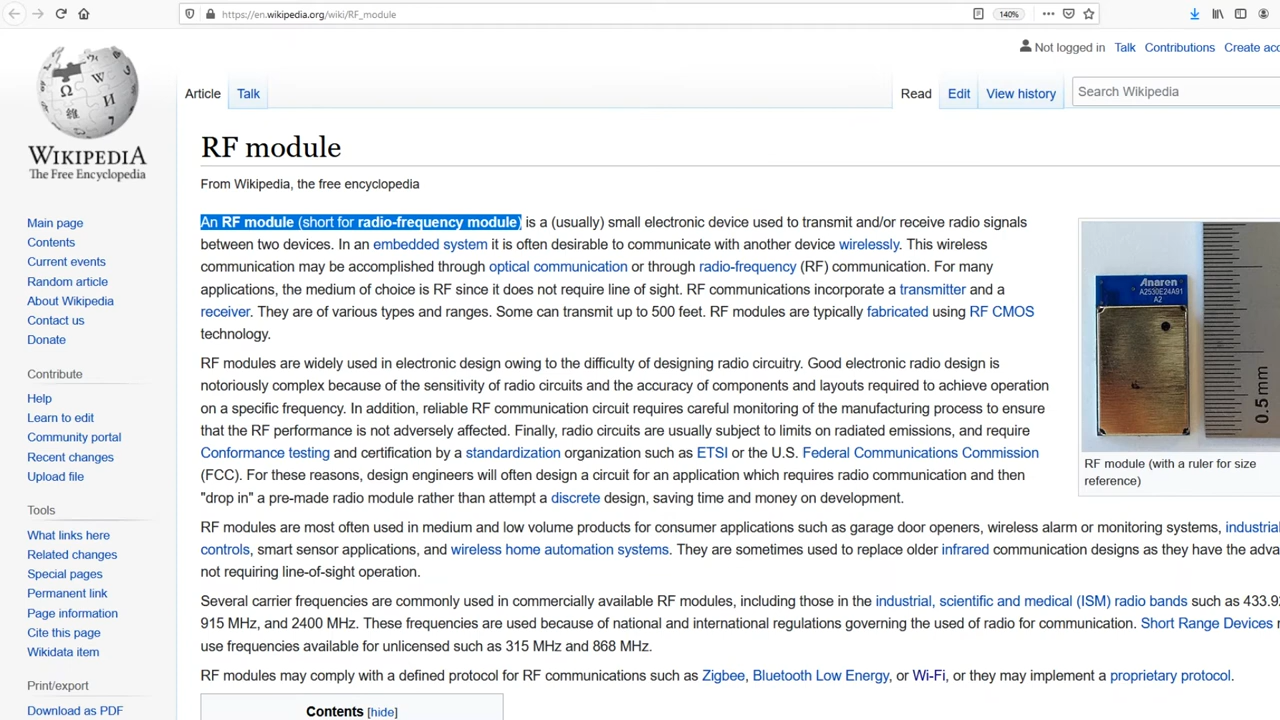 https://en.wikipedia.org/wiki/RF_module
140%
Not logged in Talk Contributions Create acc
Article Talk
Read Edit View history
Search Wikipedia
WIKIPEDIA
The Free Encyclopedia
Main page
Contents
Current events
Random article
About Wikipedia
Contact us
Donate
Contribute
Help
Learn to edit
Community portal
Recent changes
Upload file
Tools
What links here
Related changes
Special pages
Permanent link
Page information
Cite this page
Wikidata item
Print/export
Download as PDF
RF module
From Wikipedia, the free encyclopedia
An RF module (short for radio-frequency module) is a (usually) small electronic device used to transmit and/or receive radio signals
between two devices. In an embedded system it is often desirable to communicate with another device wirelessly. This wireless
communication may be accomplished through optical communication or through radio-frequency (RF) communication. For many
applications, the medium of choice is RF since it does not require line of sight. RF communications incorporate a transmitter and a
receiver. They are of various types and ranges. Some can transmit up to 500 feet. RF modules are typically fabricated using RF CMOS
technology.
RF modules are widely used in electronic design owing to the difficulty of designing radio circuitry. Good electronic radio design is
notoriously complex because of the sensitivity of radio circuits and the accuracy of components and layouts required to achieve operation
on a specific frequency. In addition, reliable RF communication circuit requires careful monitoring of the manufacturing process to ensure
that the RF performance is not adversely affected. Finally, radio circuits are usually subject to limits on radiated emissions, and require
Conformance testing and certification by a standardization organization such as ETSI or the U.S. Federal Communications Commission
(FCC). For these reasons, design engineers will often design a circuit for an application which requires radio communication and then
"drop in" a pre-made radio module rather than attempt a discrete design, saving time and money on development.
RF modules are most often used in medium and low volume products for consumer applications such as garage door openers, wireless alarm or monitoring systems, industrial
controls, smart sensor applications, and wireless home automation systems. They are sometimes used to replace older infrared communication designs as they have the adva
not requiring line-of-sight operation.
Several carrier frequencies are commonly used in commercially available RF modules, including those in the industrial, scientific and medical (ISM) radio bands such as 433.92
915 MHz, and 2400 MHz. These frequencies are used because of national and international regulations governing the used of radio for communication. Short Range Devices
use frequencies available for unlicensed such as 315 MHz and 868 MHz.
RF modules may comply with a defined protocol for RF communications such as Zigbee, Bluetooth Low Energy, or Wi-Fi, or they may implement a proprietary protocol.
Contents [hide]
Anaren
A2530E24A91
A2
0.5 mm
RF module (with a ruler for size
reference)